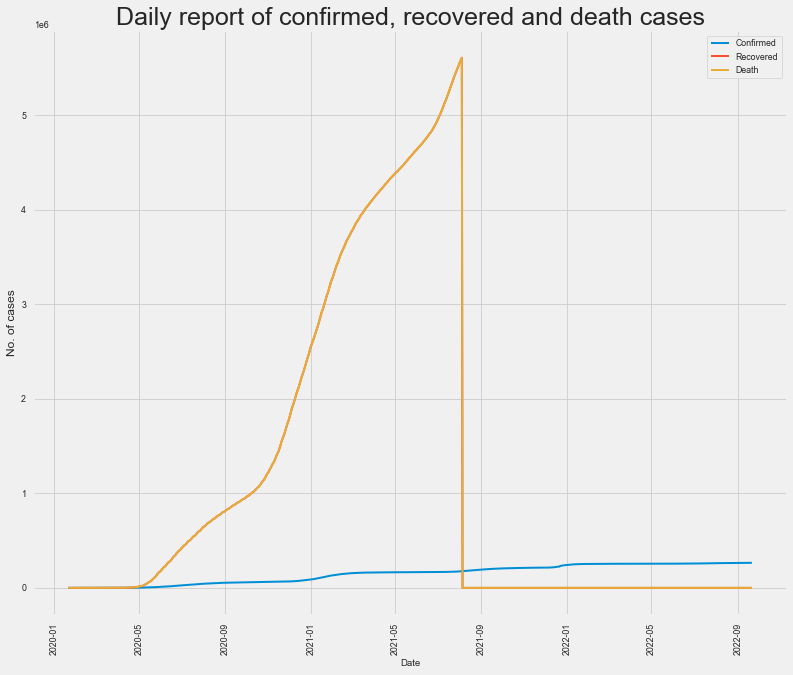 Daily report of confirmed, recovered and death cases
1e6
Confirmed
Recovered
Death
5
4
3
2
1
0
No. of cases
2020-01
2020-05
2020-09
2021-01
2021-05
2021-09
2022-01
2022-05
2022-09
Date